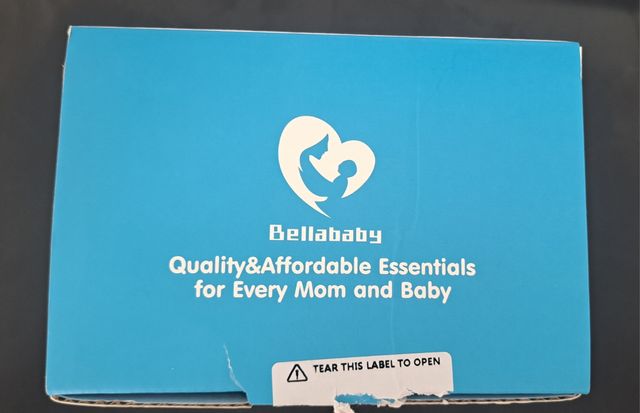 Bellababy
Quality&Affordable Essentials
for Every Mom and Baby
TEAR THIS LABEL TO OPEN